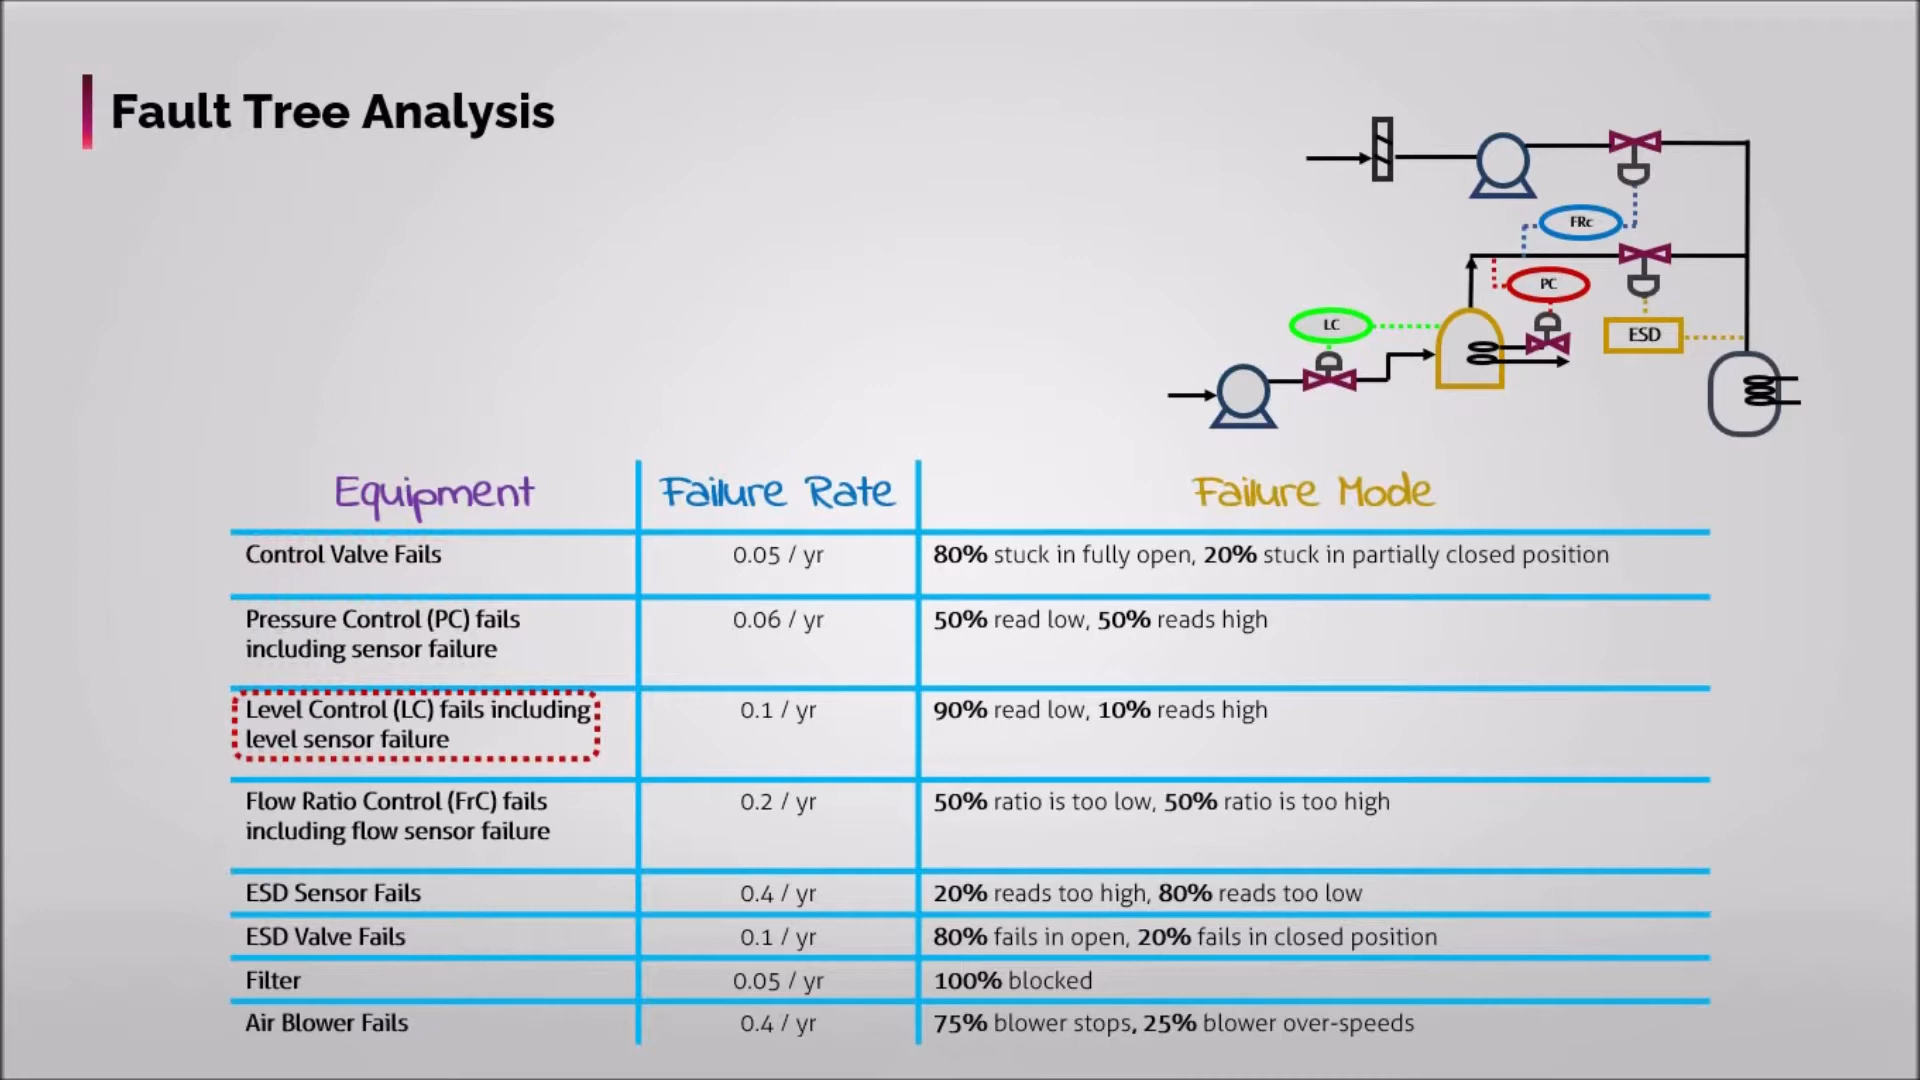 Fault Tree Analysis
FRc
PC
LC
ESD
Equipment Failure Rate Failure Mode
Control Valve Fails 0.05 / yr 80% stuck in fully open, 20% stuck in partially closed position
Pressure Control (PC) fails 0.06 / yr 50% read low, 50% reads high
including sensor failure
Level Control (LC) fails including 0.1 / yr 90% read low, 10% reads high
level sensor failure
Flow Ratio Control (FrC) fails 0.2 / yr 50% ratio is too low, 50% ratio is too high
including flow sensor failure
ESD Sensor Fails 0.4 / yr 20% reads too high, 80% reads too low
ESD Valve Fails 0.1 / yr 80% fails in open, 20% fails in closed position
Filter 0.05 / yr 100% blocked
Air Blower Fails 0.4 / yr 75% blower stops, 25% blower over-speeds